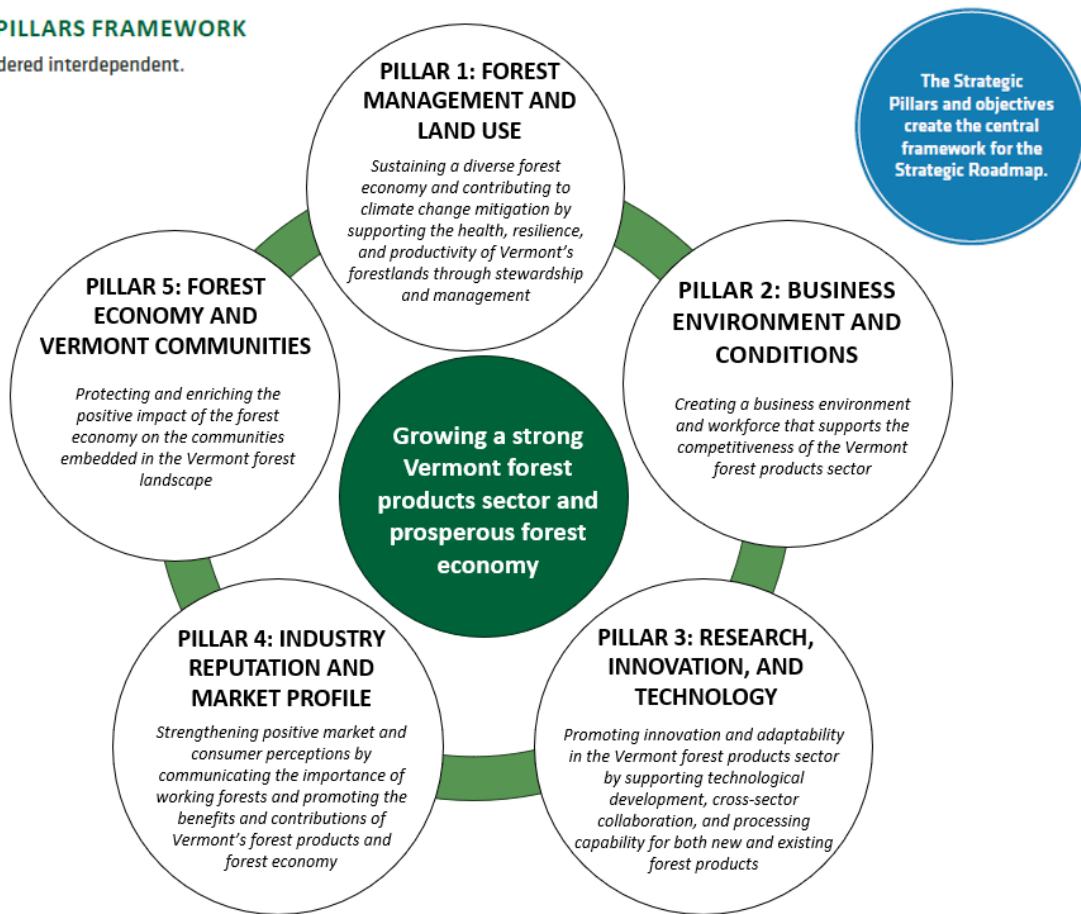 PILLARS FRAMEWORK
dered interdependent.
The Strategic
Pillars and objectives
create the central
framework for the
Strategic Roadmap.
PILLAR 1: FOREST
MANAGEMENT AND
LAND USE
Sustaining a diverse forest
economy and contributing to
climate change mitigation by
supporting the health, resilience,
and productivity of Vermont's
forestlands through stewardship
and management
PILLAR 2: BUSINESS
ENVIRONMENT AND
CONDITIONS
Creating a business environment
and workforce that supports the
competitiveness of the Vermont
forest products sector
PILLAR 3: RESEARCH,
INNOVATION, AND
TECHNOLOGY
Promoting innovation and adaptability
in the Vermont forest products sector
by supporting technological
development, cross-sector
collaboration, and processing
capability for both new and existing
forest products
PILLAR 4: INDUSTRY
REPUTATION AND
MARKET PROFILE
Strengthening positive market and
consumer perceptions by
communicating the importance of
working forests and promoting the
benefits and contributions of
Vermont's forest products and
forest economy
PILLAR 5: FOREST
ECONOMY AND
VERMONT COMMUNITIES
Protecting and enriching the
positive impact of the forest
economy on the communities
embedded in the Vermont forest
landscape
Growing a strong
Vermont forest
products sector and
prosperous forest
economy